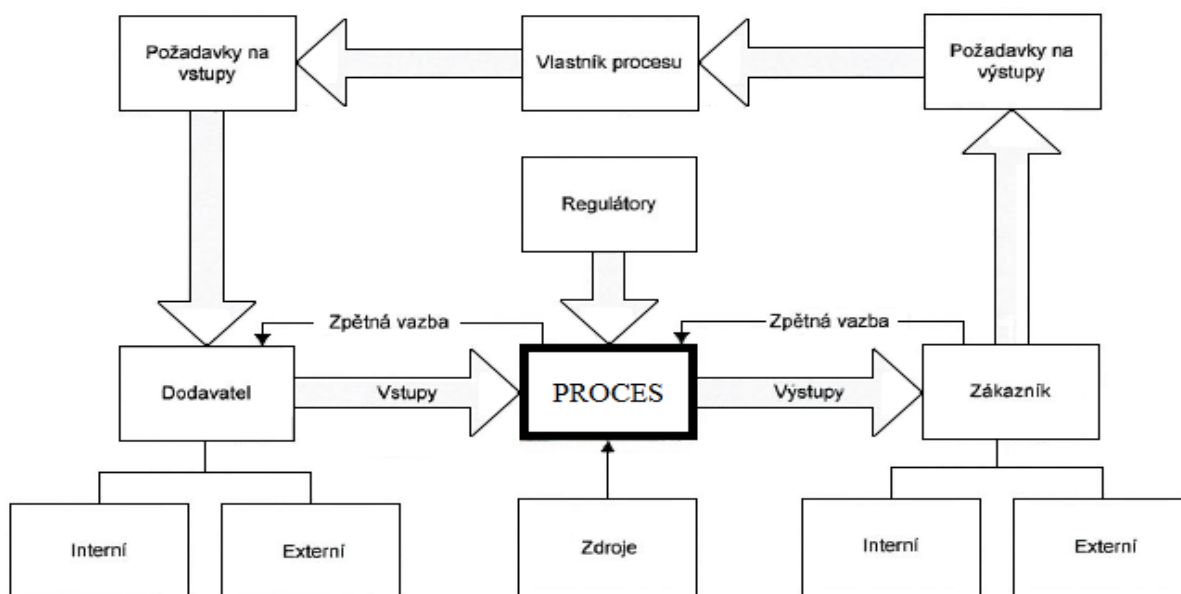 Požadavky na
vstupy
Vlastník procesu
Požadavky na
výstupy
Regulátory
Zpětná vazba
Zpětná vazba
Dodavatel
Vstupy
PROCES
Výstupy
Zákazník
Interní
Externí
Zdroje
Interní
Externí